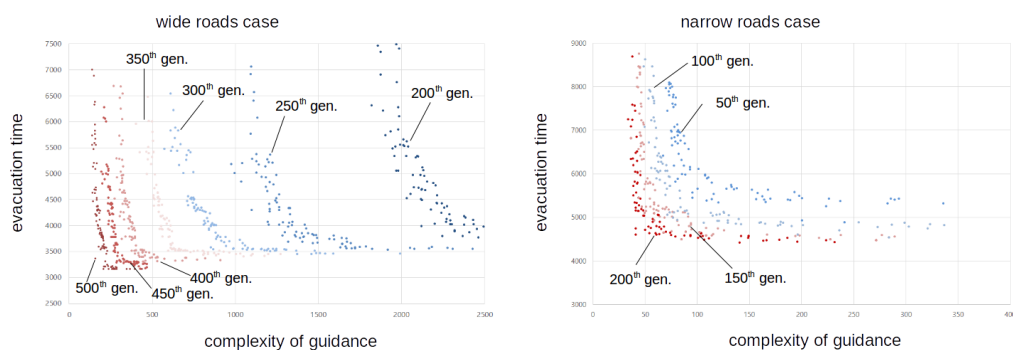 wide roads case
7500
7000
6500
6000
5500
5000
4500
4000
3500
3000
2500
0
500
1000
1500
2000
2500
evacuation time
complexity of guidance
350th gen.
300th gen.
250th gen.
200th gen.
500th gen.
450th gen.
400th gen.
narrow roads case
9000
8000
7000
6000
5000
4000
3000
0
50
100
150
200
250
300
350
400
evacuation time
complexity of guidance
100th gen.
50th gen.
200th gen.
150th gen.